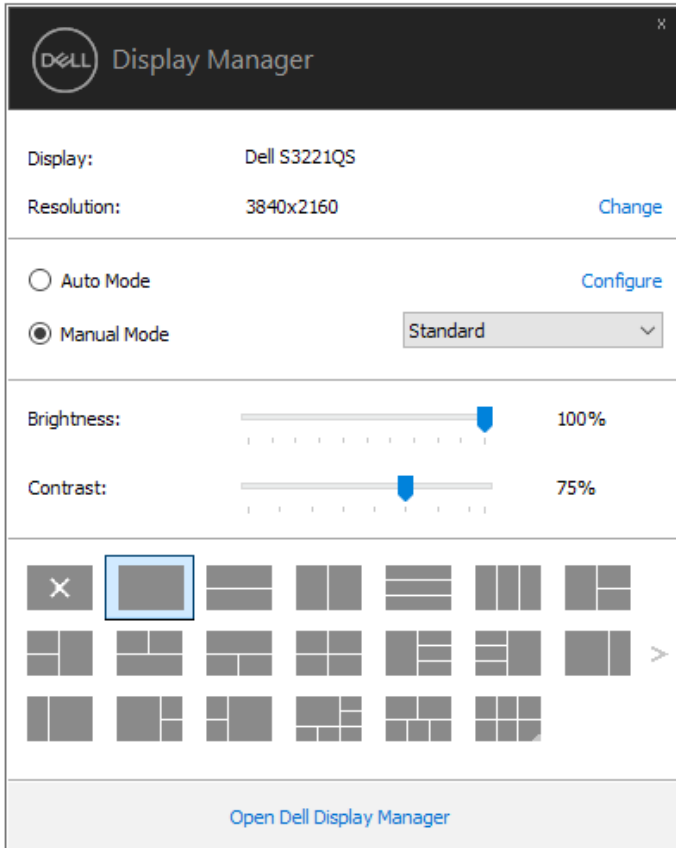 DELL Display Manager x
Display: Dell S3221QS
Resolution: 3840x2160 Change
Auto Mode Configure
Manual Mode Standard
Brightness: 100%
Contrast: 75%
Open Dell Display Manager